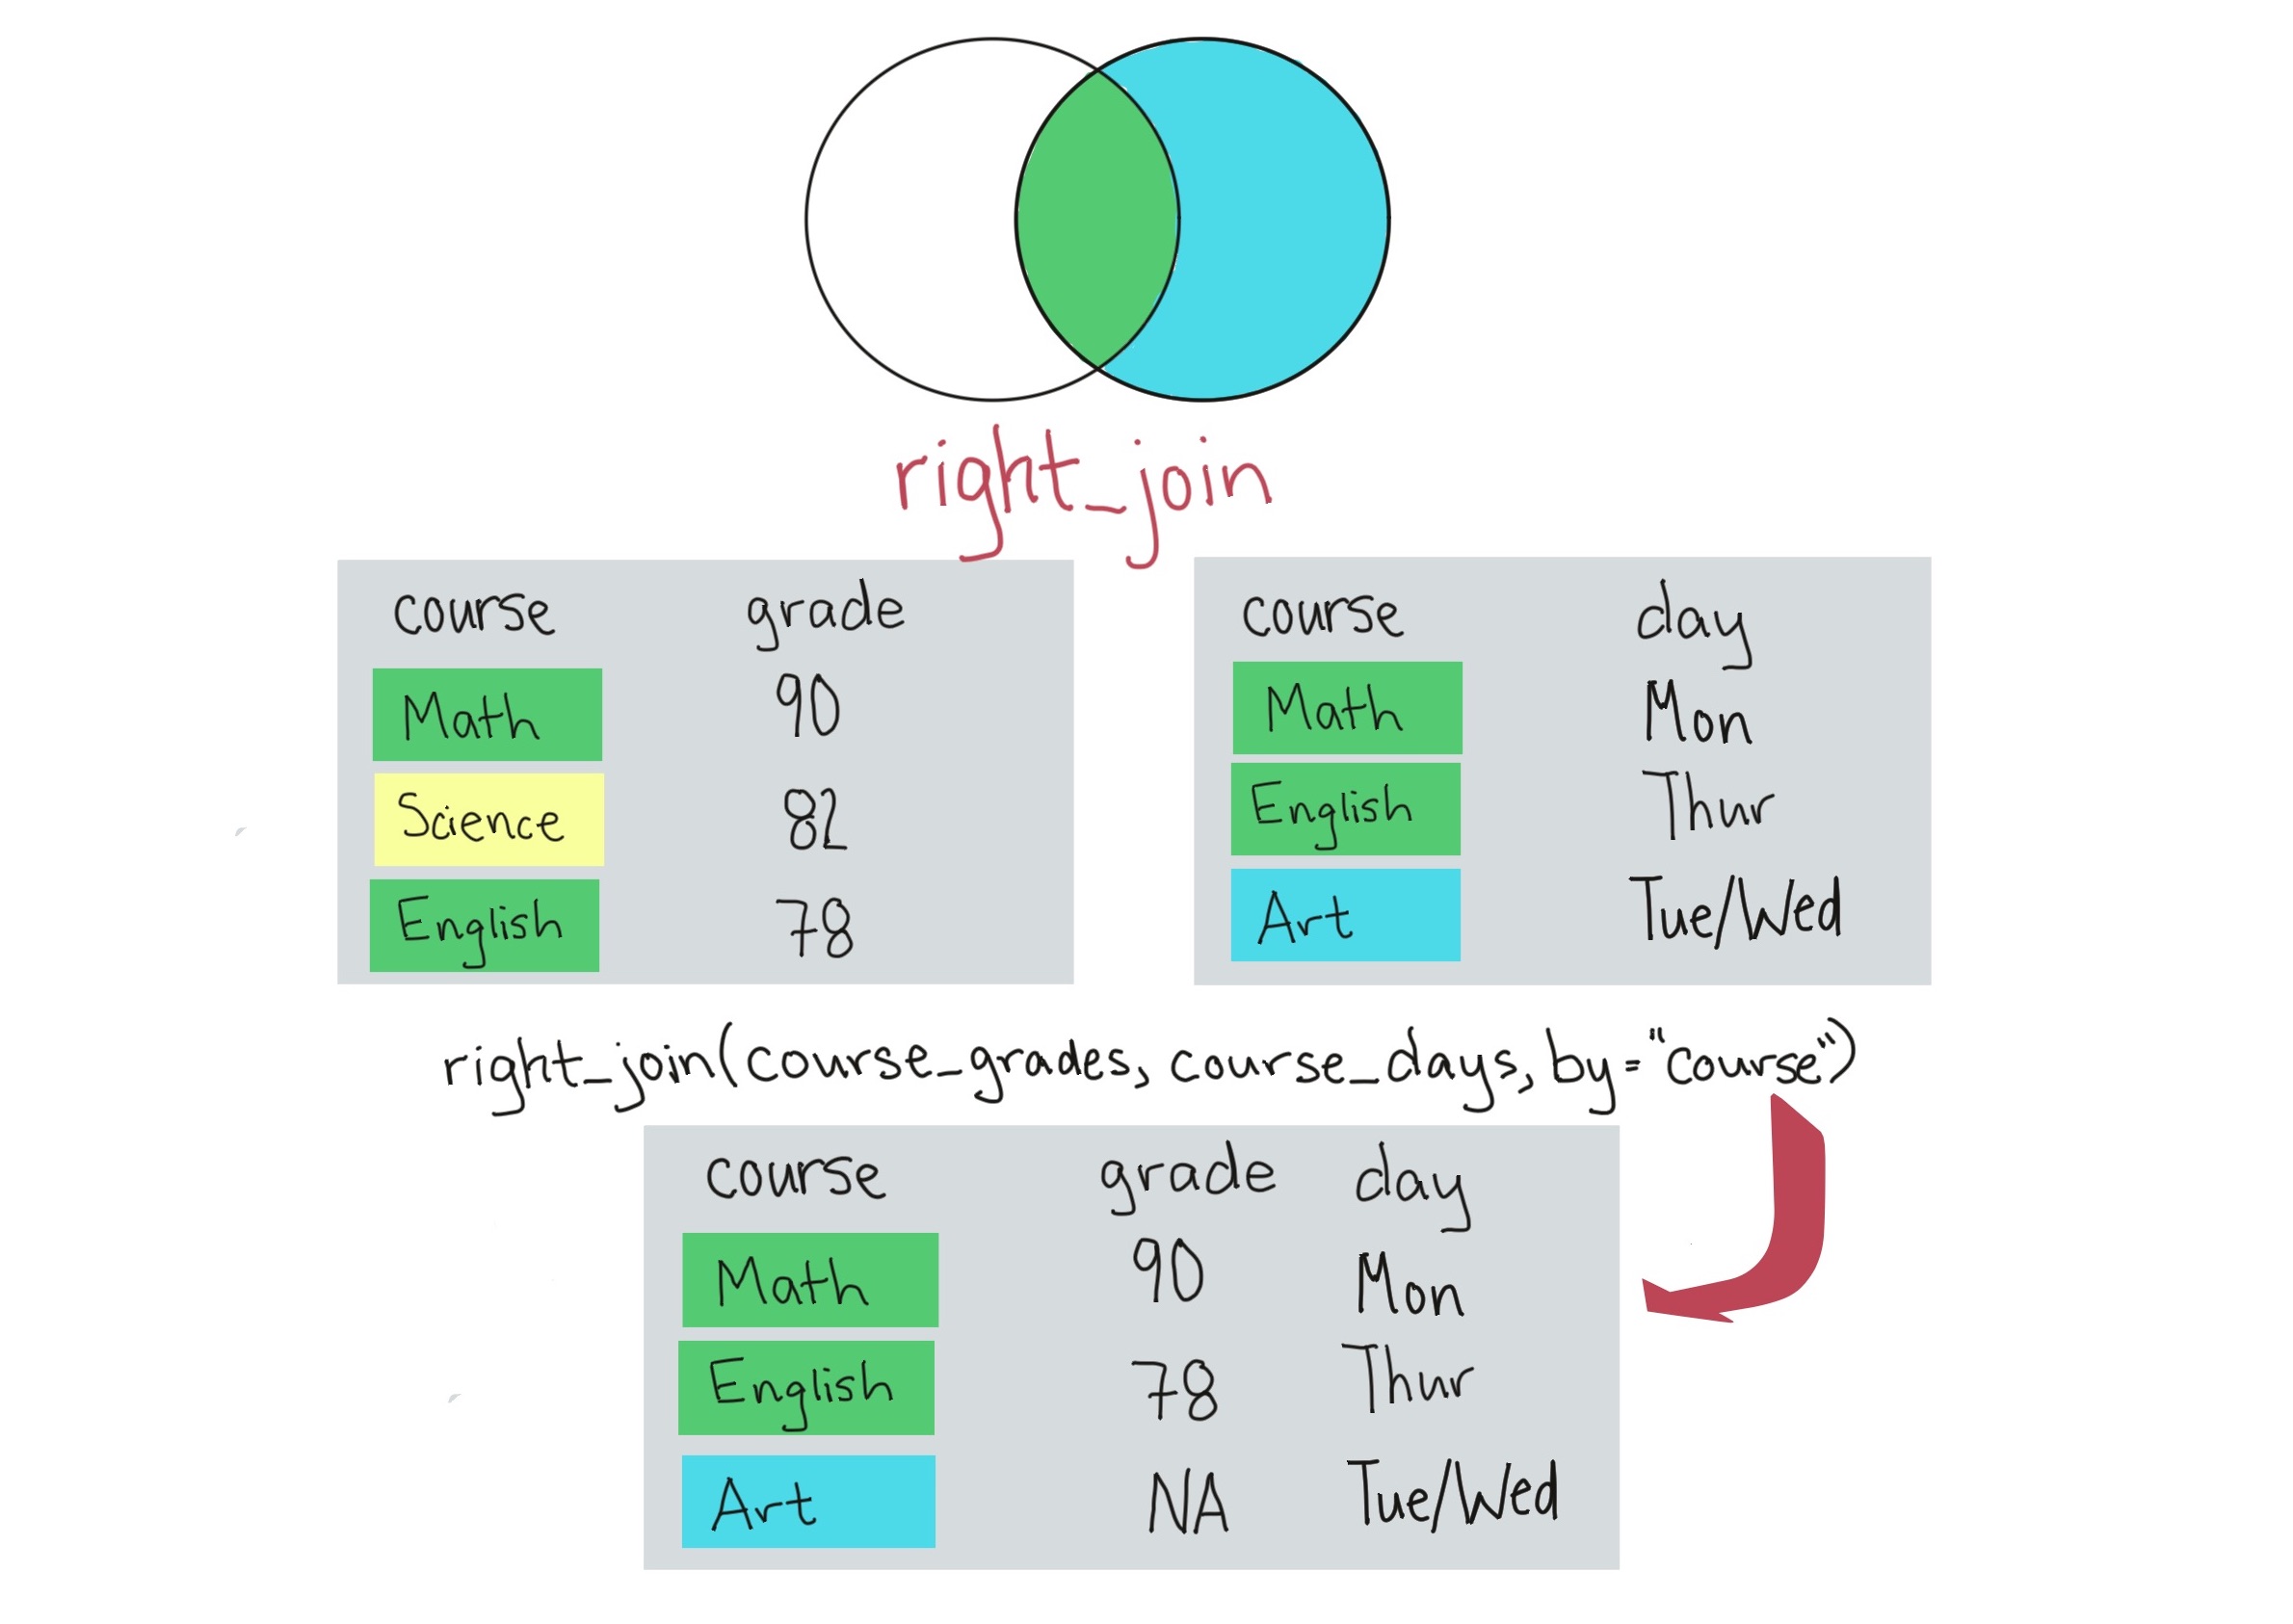 right_join
course grade
Math 90
Science 82
English 78
course day
Math Mon
English Thur
Art Tue/Wed
right_join(course_grades, course_days, by="course")
course grade day
Math 90 Mon
English 78 Thur
Art NA Tue/Wed